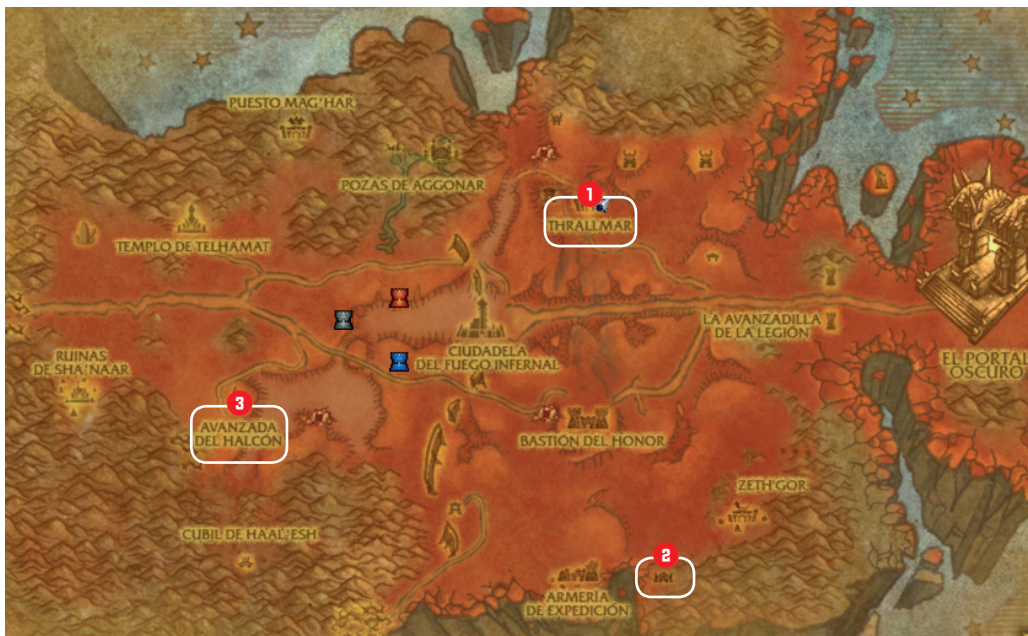 PUESTO MAG'HAR
POZAS DE AGGONAR
1
THRALLMAR
TEMPLO DE TELHAMAT
LA AVANZADILLA
DE LA LEGIÓN
EL PORTAL
OSCURO
CIUDADELA
DEL FUEGO INFERNAL
RUINAS
DE SHA'NAAR
3
AVANZADA
DEL HALCÓN
BASTIÓN DEL HONOR
ZETH'GOR
CUBIL DE HAAL'ESH
2
ARMERÍA
DE EXPEDICIÓN